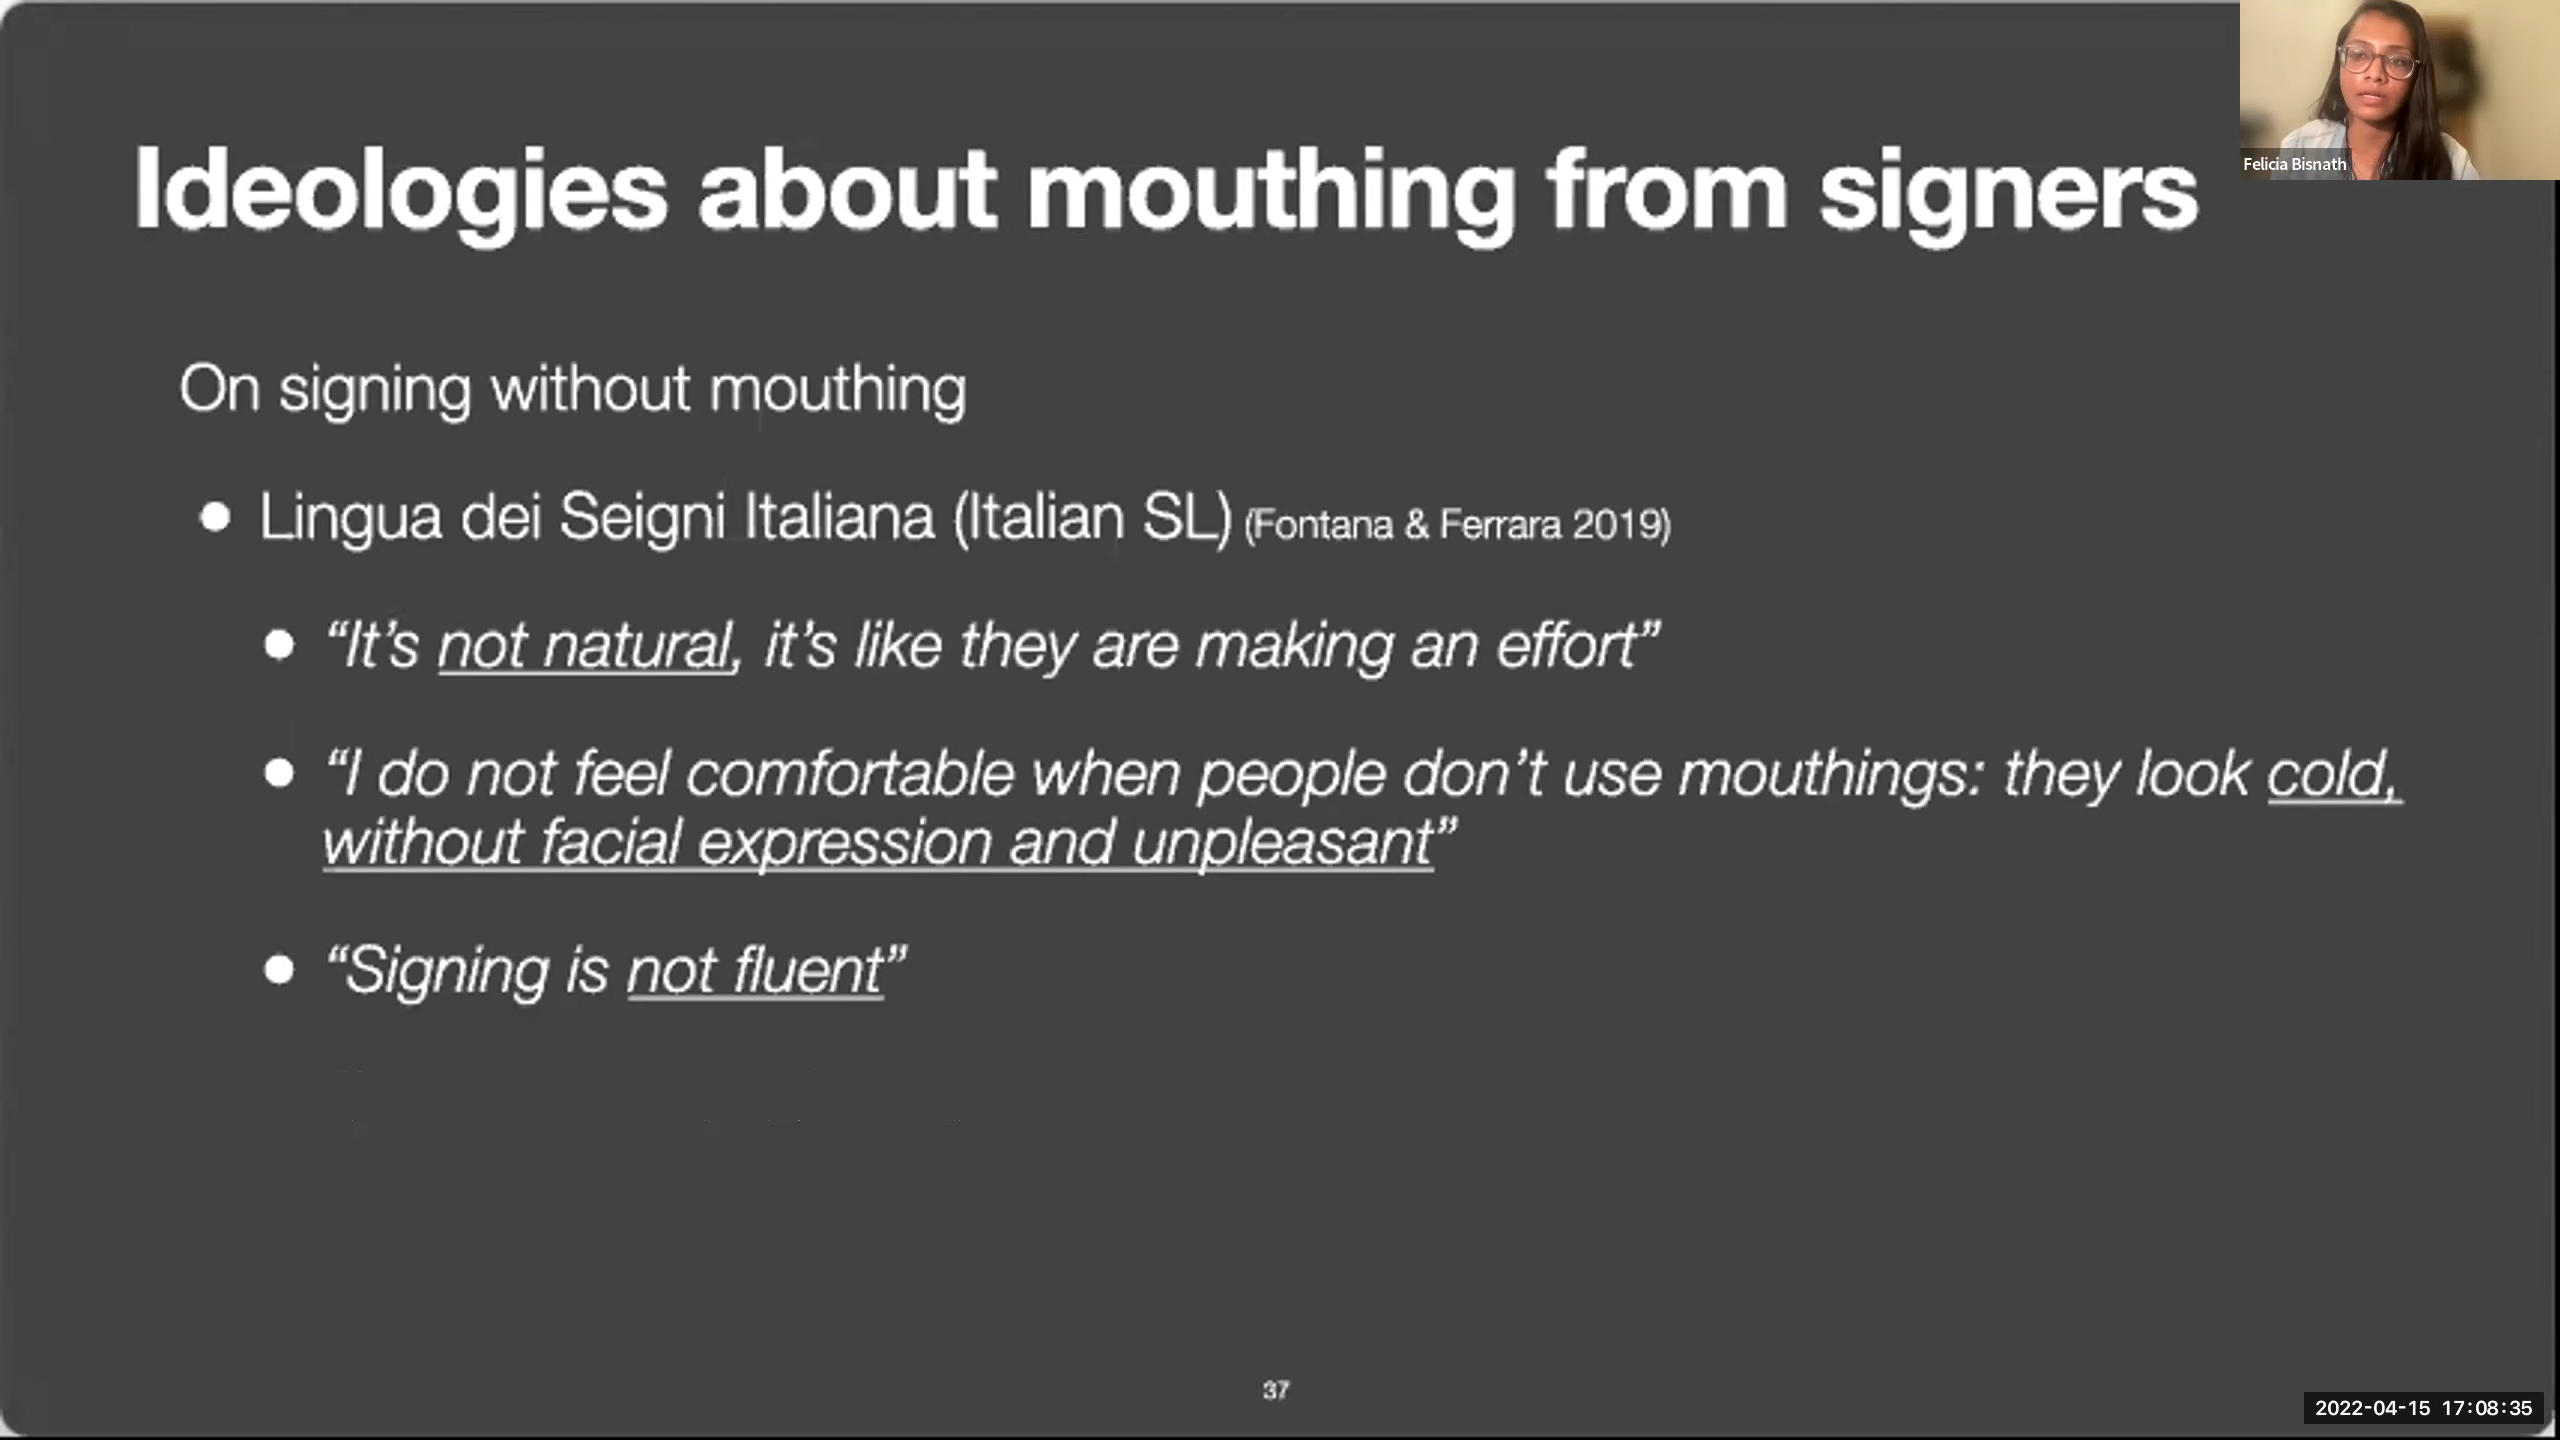 Ideologies about mouthing from signers
Felicia Bisnath
On signing without mouthing
● Lingua dei Seigni Italiana (Italian SL) (Fontana & Ferrara 2019)
● “It’s not natural, it’s like they are making an effort”
● “I do not feel comfortable when people don’t use mouthings: they look cold,
without facial expression and unpleasant”
● “Signing is not fluent”
37
2022-04-15 17:08:35